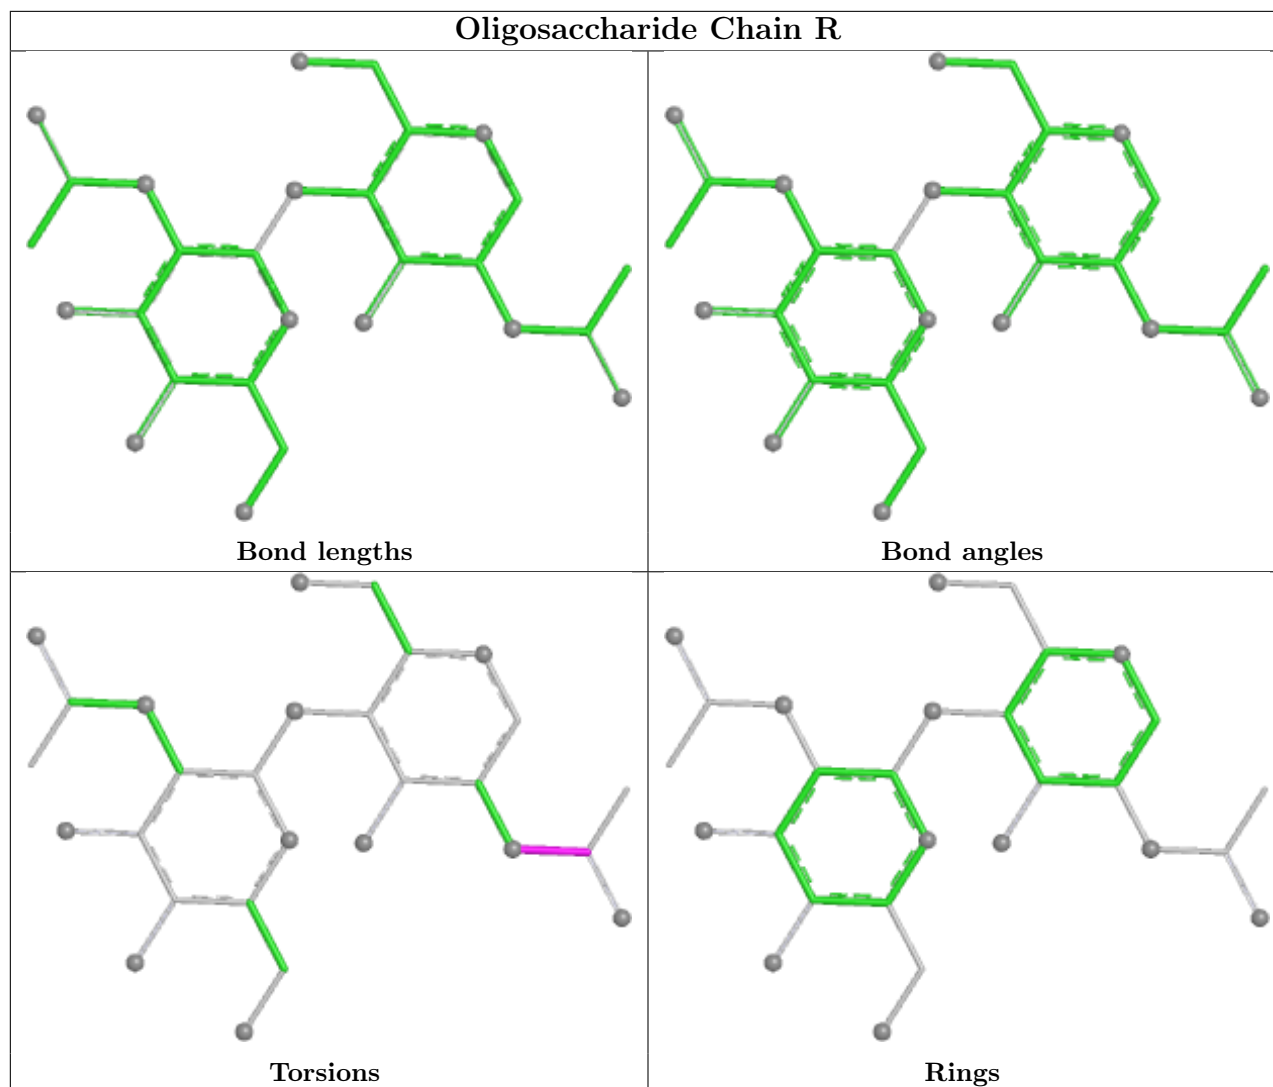 Oligosaccharide Chain R
Bond lengths
Bond angles
Torsions
Rings